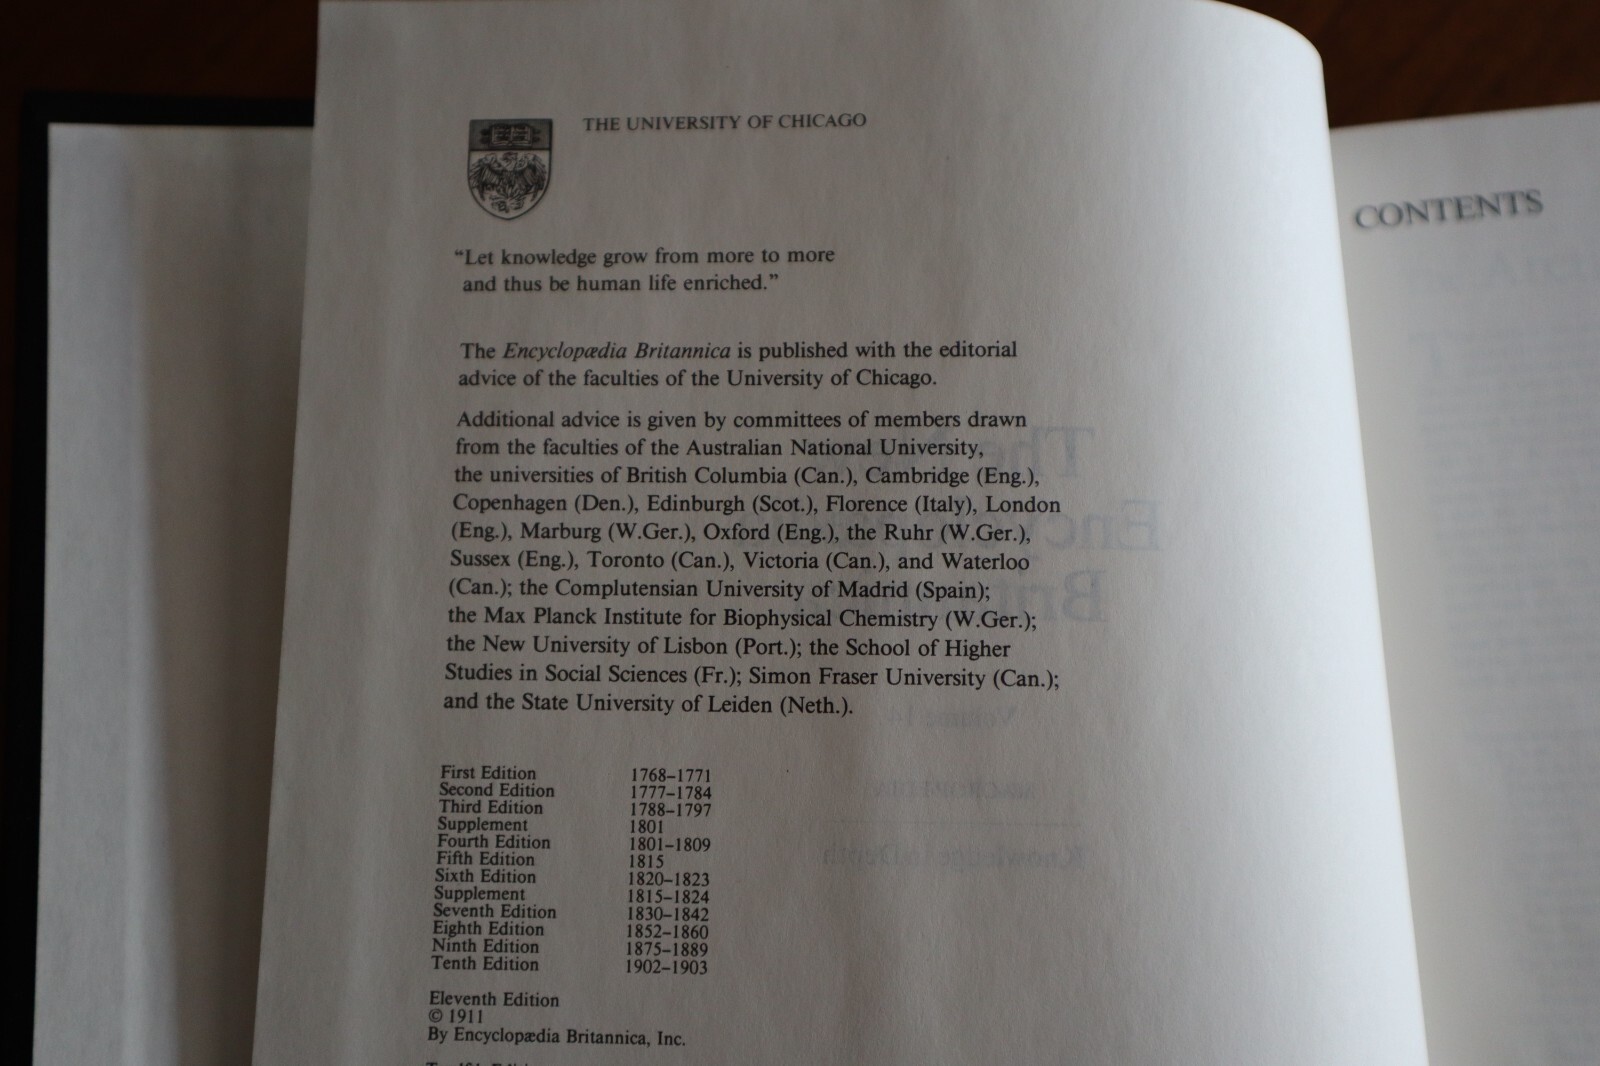 THE UNIVERSITY OF CHICAGO
“Let knowledge grow from more to more
and thus be human life enriched.”
The Encyclopædia Britannica is published with the editorial
advice of the faculties of the University of Chicago.
Additional advice is given by committees of members drawn
from the faculties of the Australian National University,
the universities of British Columbia (Can.), Cambridge (Eng.),
Copenhagen (Den.), Edinburgh (Scot.), Florence (Italy), London
(Eng.), Marburg (W.Ger.), Oxford (Eng.), the Ruhr (W.Ger.),
Sussex (Eng.), Toronto (Can.), Victoria (Can.), and Waterloo
(Can.); the Complutensian University of Madrid (Spain);
the Max Planck Institute for Biophysical Chemistry (W.Ger.);
the New University of Lisbon (Port.); the School of Higher
Studies in Social Sciences (Fr.); Simon Fraser University (Can.);
and the State University of Leiden (Neth.).
First Edition 1768–1771
Second Edition 1777–1784
Third Edition 1788–1797
Supplement 1801
Fourth Edition 1801–1809
Fifth Edition 1815
Sixth Edition 1820–1823
Supplement 1815–1824
Seventh Edition 1830–1842
Eighth Edition 1852–1860
Ninth Edition 1875–1889
Tenth Edition 1902–1903
Eleventh Edition
© 1911
By Encyclopædia Britannica, Inc.
CONTENTS